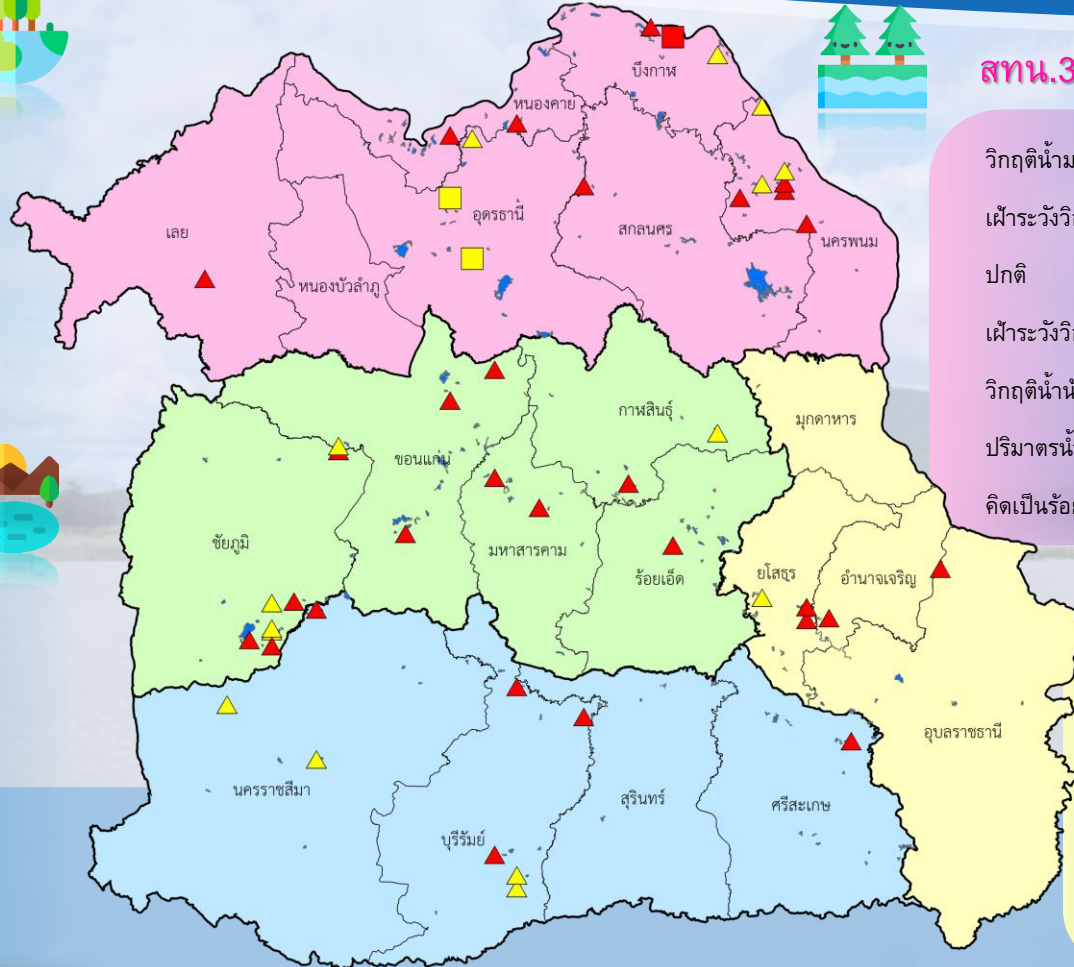 สทน.3
บึงกาฬ
หนองคาย
อุดรธานี
เลย
สกลนคร
นครพนม
หนองบัวลำภู
วิกฤติน้ำม
เฝ้าระวังวิ
ปกติ
เฝ้าระวังวิ
วิกฤติน้ำน้
ปริมาตรน้ำ
คิดเป็นร้อย
กาฬสินธุ์
มุกดาหาร
ขอนแก่น
ชัยภูมิ
มหาสารคาม
ร้อยเอ็ด
ยโสธร
อำนาจเจริญ
อุบลราชธานี
นครราชสีมา
สุรินทร์
ศรีสะเกษ
บุรีรัมย์